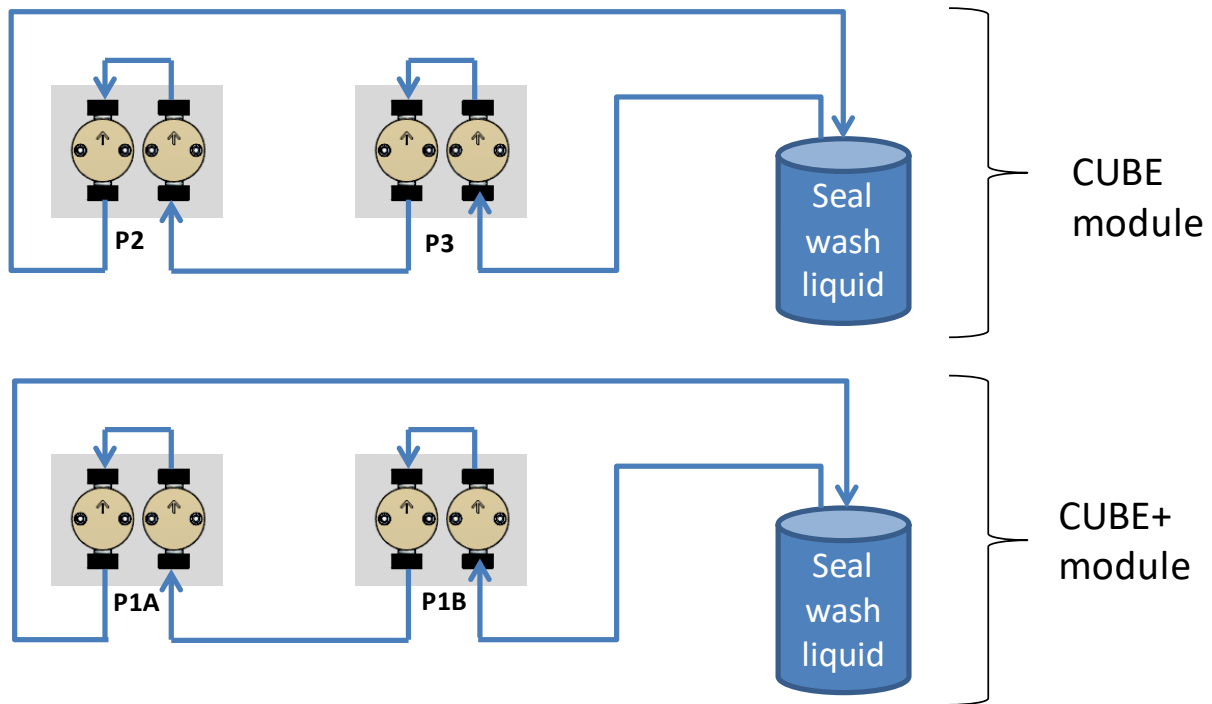 P2
P3
Seal
wash
liquid
CUBE
module
P1A
P1B
Seal
wash
liquid
CUBE+
module